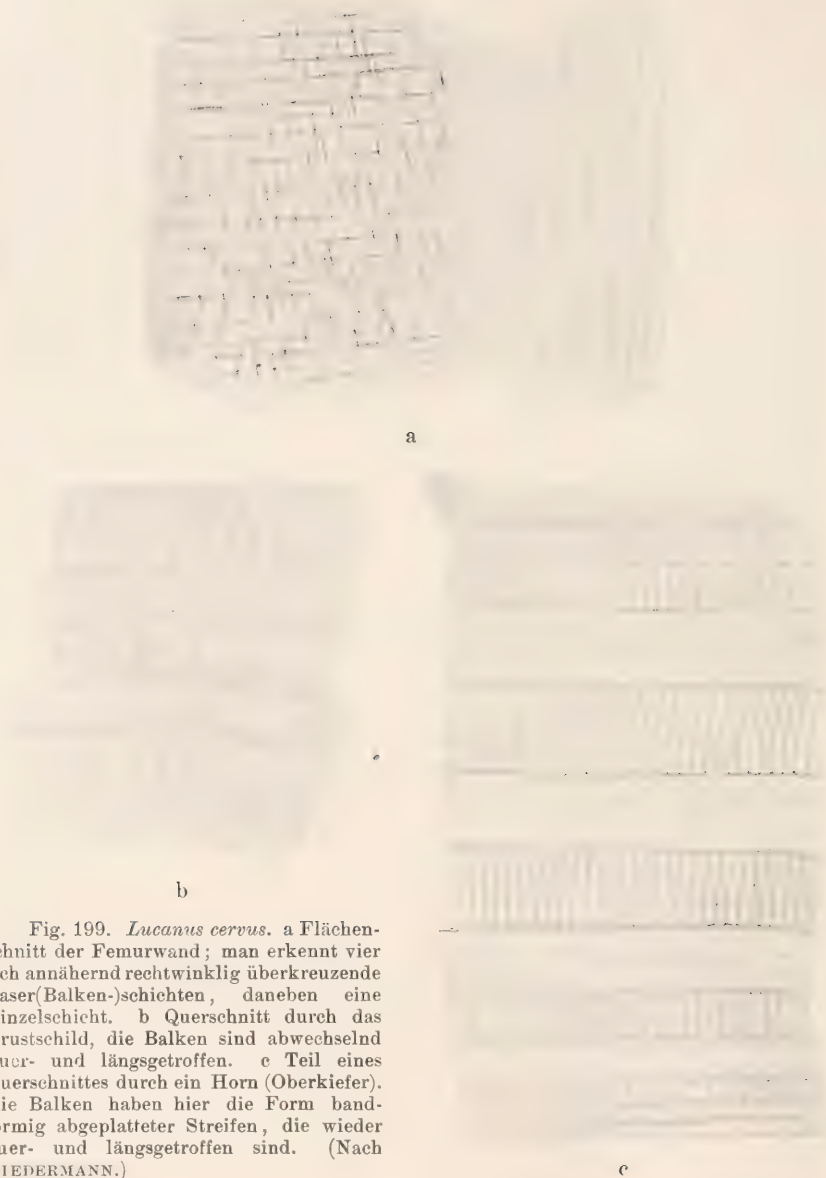 a
b
Fig. 199. Lucanus cervus. a Flächen-
chnitt der Femurwand; man erkennt vier
ch annähernd rechtwinklig überkreuzende
aser(Balken-)schichten, daneben eine
inzelschicht. b Querschnitt durch das
rustschild, die Balken sind abwechselnd
uer- und längsgetroffen. c Teil eines
uerschnittes durch ein Horn (Oberkiefer).
ie Balken haben hier die Form band-
örmig abgeplatteter Streifen, die wieder
uer- und längsgetroffen sind. (Nach
IEDERMANN.)
c